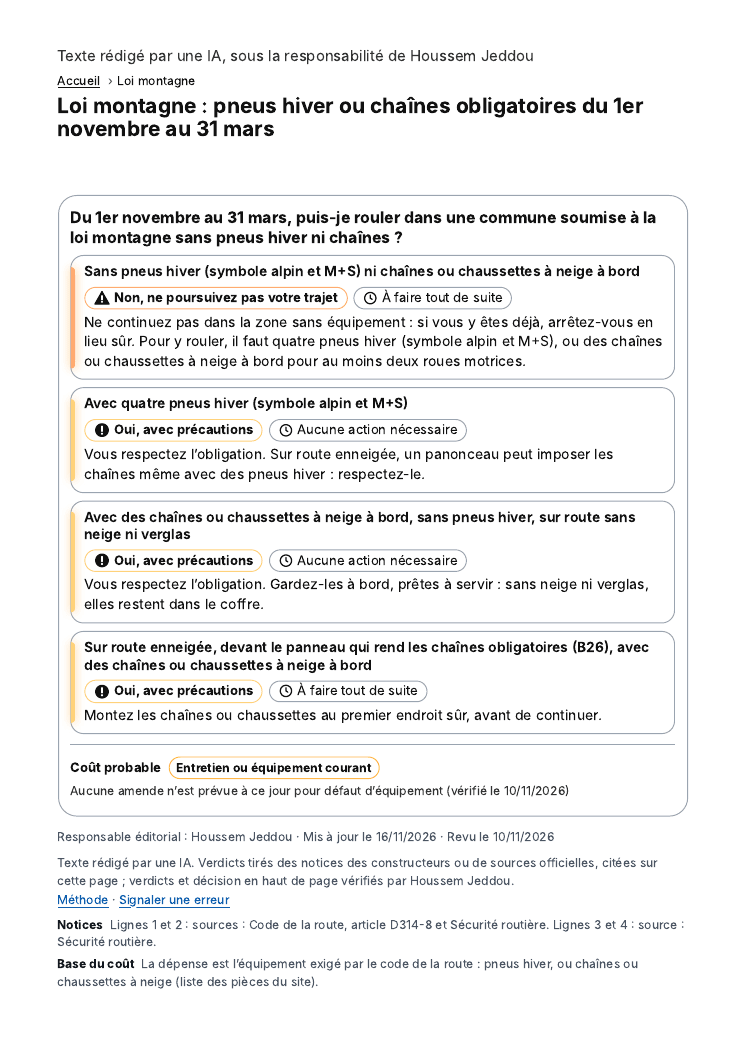 Texte rédigé par une IA, sous la responsabilité de Houssem Jeddou
Accueil › Loi montagne
Loi montagne : pneus hiver ou chaînes obligatoires du 1er
novembre au 31 mars
Du 1er novembre au 31 mars, puis-je rouler dans une commune soumise à la
loi montagne sans pneus hiver ni chaînes ?
Sans pneus hiver (symbole alpin et M+S) ni chaînes ou chaussettes à neige à bord
Non, ne poursuivez pas votre trajet À faire tout de suite
Ne continuez pas dans la zone sans équipement : si vous y êtes déjà, arrêtez-vous en
lieu sûr. Pour y rouler, il faut quatre pneus hiver (symbole alpin et M+S), ou des chaînes
ou chaussettes à neige à bord pour au moins deux roues motrices.
Avec quatre pneus hiver (symbole alpin et M+S)
Oui, avec précautions Aucune action nécessaire
Vous respectez l’obligation. Sur route enneigée, un panonceau peut imposer les
chaînes même avec des pneus hiver : respectez-le.
Avec des chaînes ou chaussettes à neige à bord, sans pneus hiver, sur route sans
neige ni verglas
Oui, avec précautions Aucune action nécessaire
Vous respectez l’obligation. Gardez-les à bord, prêtes à servir : sans neige ni verglas,
elles restent dans le coffre.
Sur route enneigée, devant le panneau qui rend les chaînes obligatoires (B26), avec
des chaînes ou chaussettes à neige à bord
Oui, avec précautions À faire tout de suite
Montez les chaînes ou chaussettes au premier endroit sûr, avant de continuer.
Coût probable Entretien ou équipement courant
Aucune amende n’est prévue à ce jour pour défaut d’équipement (vérifié le 10/11/2026)
Responsable éditorial : Houssem Jeddou · Mis à jour le 16/11/2026 · Revu le 10/11/2026
Texte rédigé par une IA. Verdicts tirés des notices des constructeurs ou de sources officielles, citées sur
cette page ; verdicts et décision en haut de page vérifiés par Houssem Jeddou.
Méthode · Signaler une erreur
Notices Lignes 1 et 2 : sources : Code de la route, article D314-8 et Sécurité routière. Lignes 3 et 4 : source :
Sécurité routière.
Base du coût La dépense est l’équipement exigé par le code de la route : pneus hiver, ou chaînes ou
chaussettes à neige (liste des pièces du site).